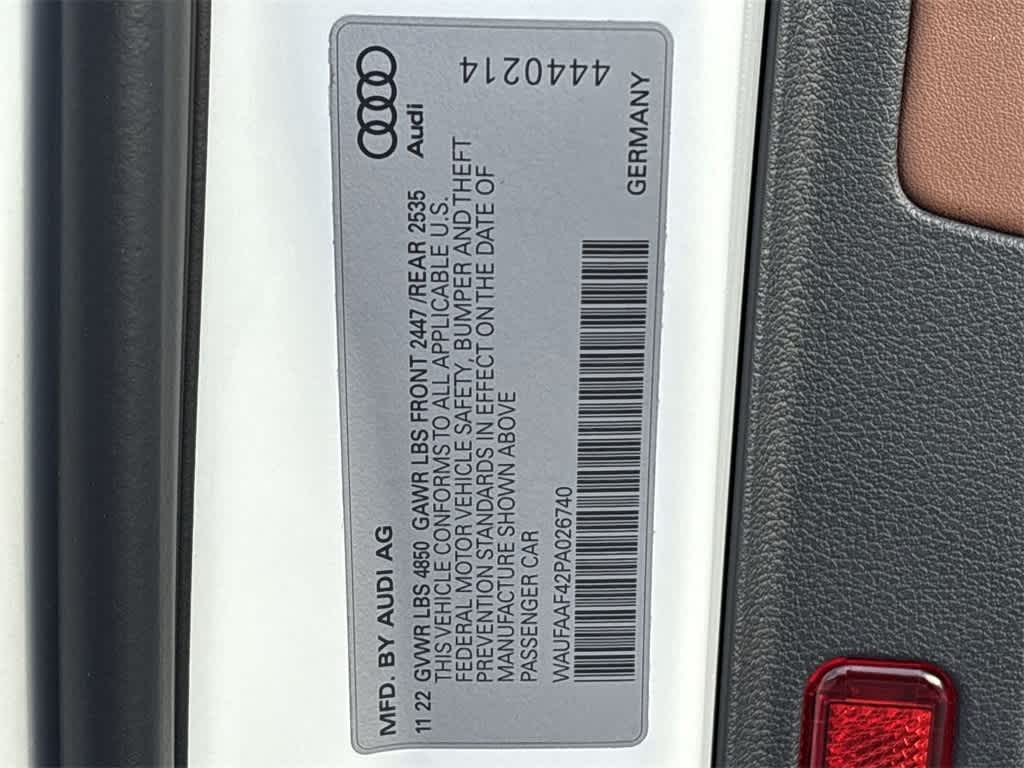 MFD. BY AUDI AG
Audi
11 22 GVWR LBS 4850 GAWR LBS FRONT 2447 /REAR 2535
THIS VEHICLE CONFORMS TO ALL APPLICABLE U.S.
FEDERAL MOTOR VEHICLE SAFETY, BUMPER AND THEFT
PREVENTION STANDARDS IN EFFECT ON THE DATE OF
MANUFACTURE SHOWN ABOVE
PASSENGER CAR
WAUFAAF42PA026740
GERMANY
4440214